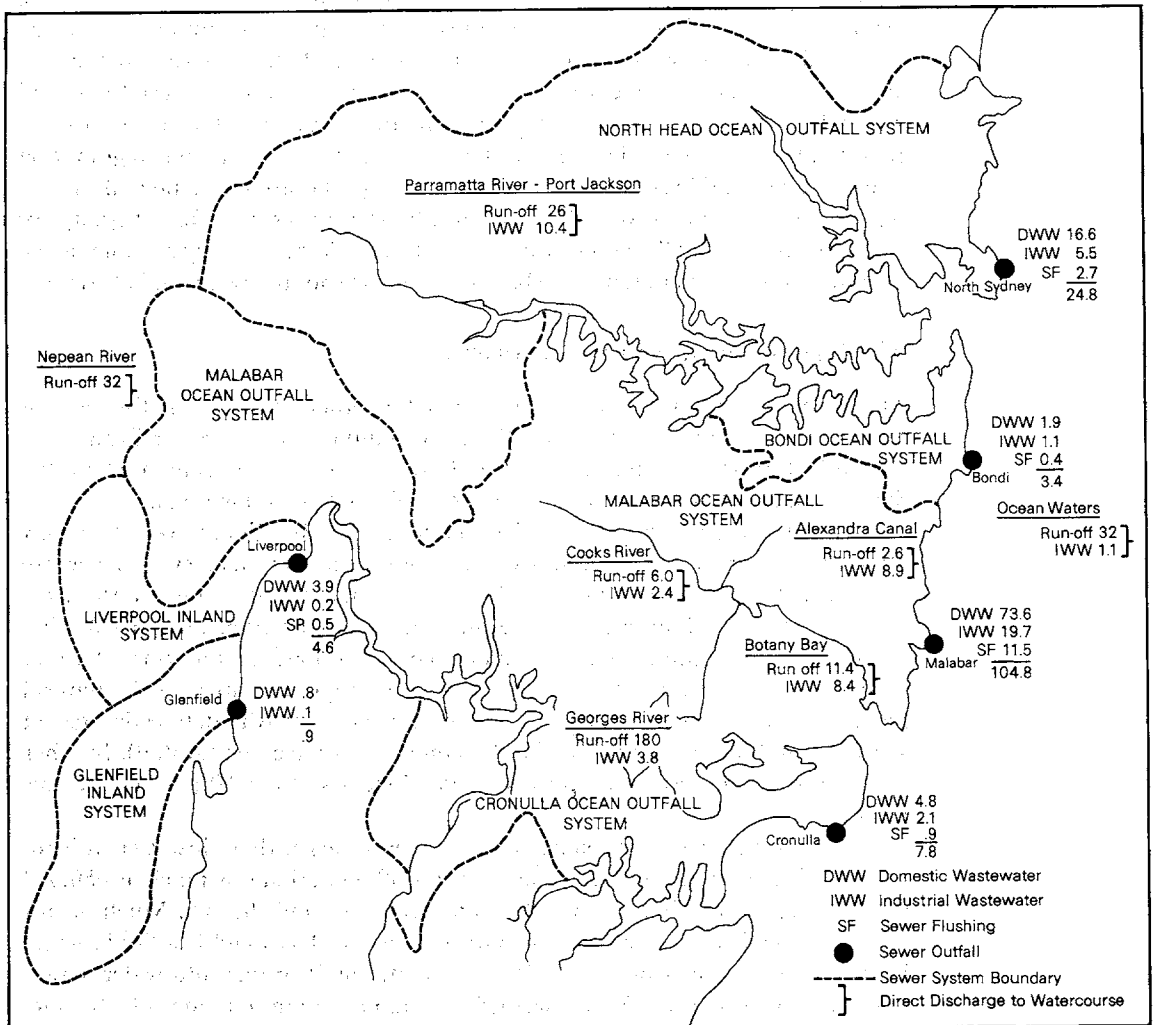 NORTH HEAD OCEAN OUTFALL SYSTEM
Parramatta River - Port Jackson
Run-off 26
IWW 10.4
DWW 16.6
IWW 5.5
SF 2.7
24.8
North Sydney
Nepean River
Run-off 32
MALABAR
OCEAN OUTFALL
SYSTEM
BONDI OCEAN OUTFALL
SYSTEM
DWW 1.9
IWW 1.1
SF 0.4
3.4
Bondi
MALABAR OCEAN OUTFALL
SYSTEM
Ocean Waters
Run-off 32
IWW 1.1
Alexandra Canal
Run-off 2.6
IWW 8.9
Cooks River
Run-off 6.0
IWW 2.4
Liverpool
DWW 3.9
IWW 0.2
SF 0.5
4.6
LIVERPOOL INLAND
SYSTEM
DWW 73.6
IWW 19.7
SF 11.5
104.8
Malabar
Botany Bay
Run off 11.4
IWW 8.4
Glenfield
DWW .8
IWW .1
.9
Georges River
Run-off 180
IWW 3.8
GLENFIELD
INLAND
SYSTEM
CRONULLA OCEAN OUTFALL
SYSTEM
DWW 4.8
IWW 2.1
SF .9
7.8
Cronulla
DWW Domestic Wastewater
IWW Industrial Wastewater
SF Sewer Flushing
Sewer Outfall
Sewer System Boundary
Direct Discharge to Watercourse